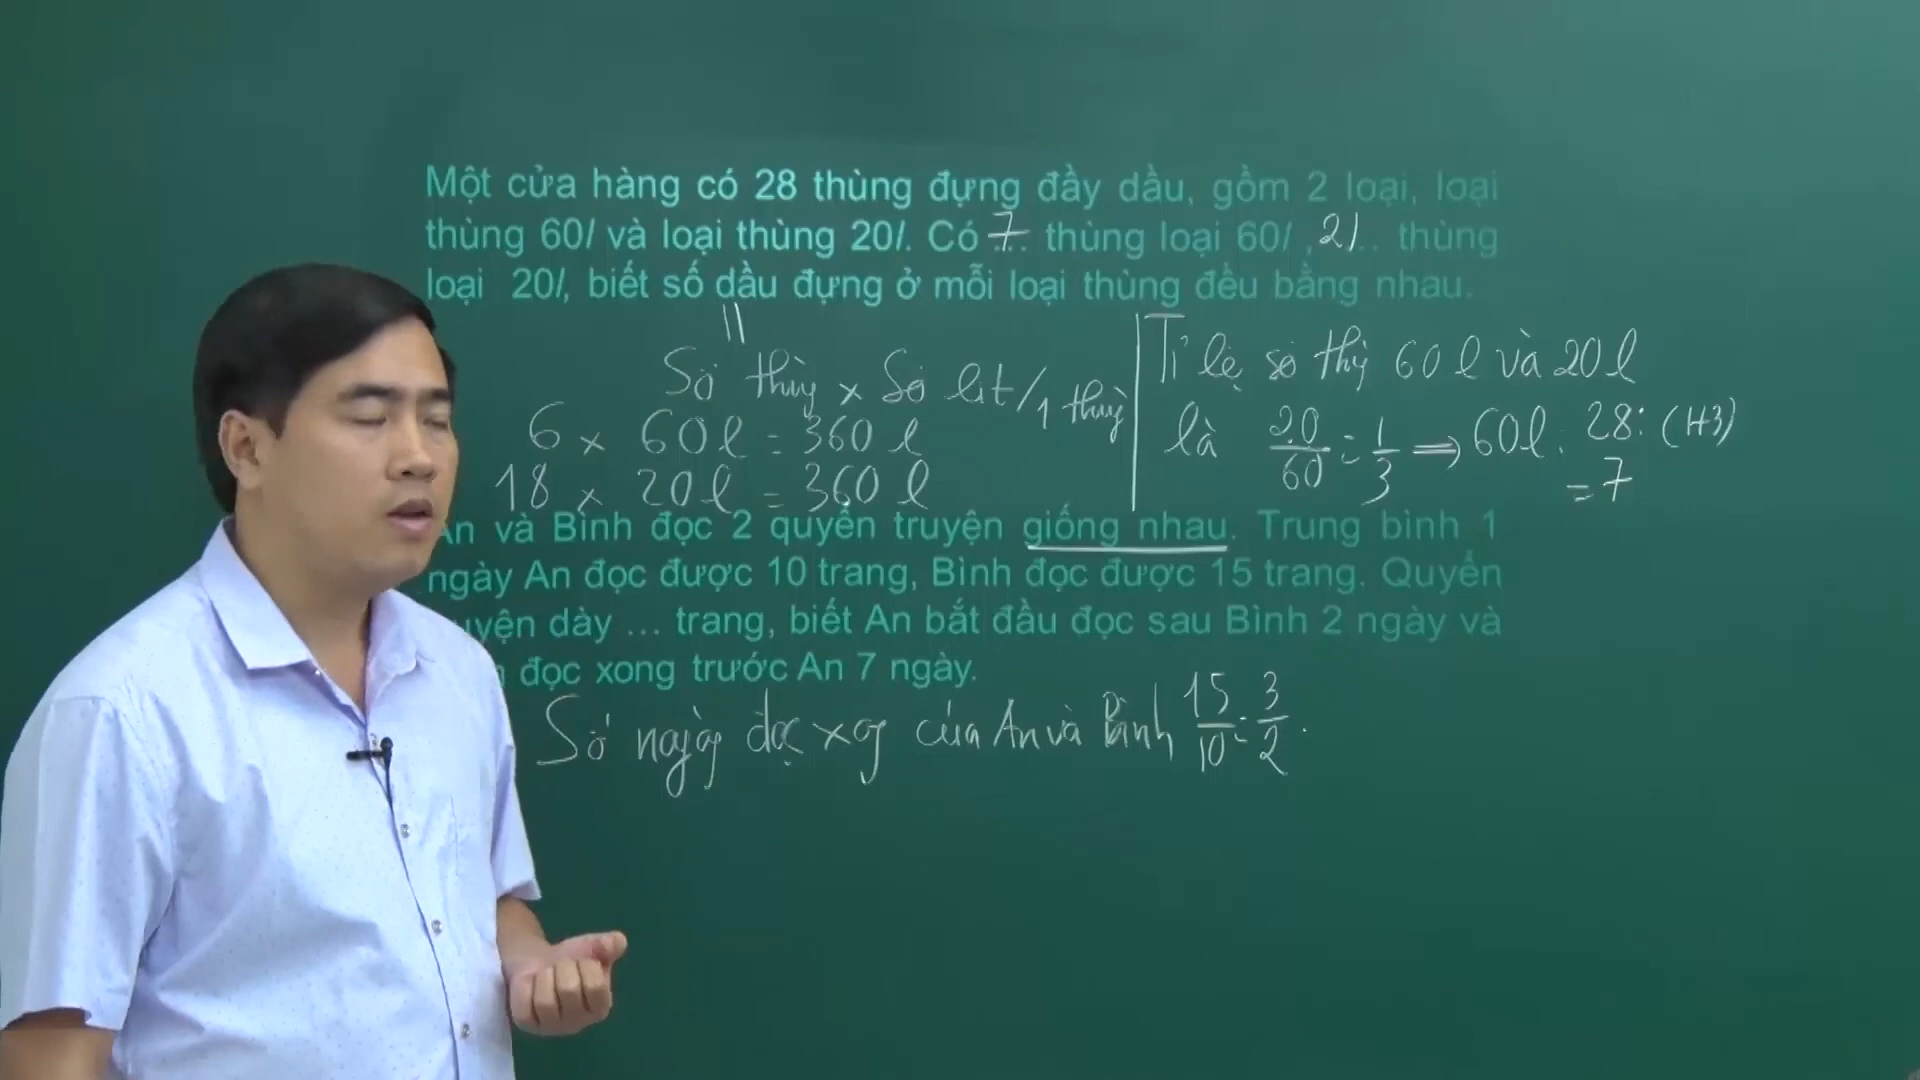 Một cửa hàng có 28 thùng đựng đầy dầu, gồm 2 loại, loại
thùng 60l và loại thùng 20l. Có 7 ... thùng loại 60l , 21 .. thùng
loại 20l, biết số dầu đựng ở mỗi loại thùng đều bằng nhau.
Số thùng x Số lít/1 thùng
6 x 60l = 360 l
18 x 20l = 360 l
Tỉ lệ số thùng 60l và 20l
là 20/60 = 1/3 ⇒ 60l: 28: (1+3)
= 7
An và Bình đọc 2 quyển truyện giống nhau. Trung bình 1
ngày An đọc được 10 trang, Bình đọc được 15 trang. Quyển
dày ... trang, biết An bắt đầu đọc sau Bình 2 ngày và
đọc xong trước An 7 ngày.
Số ngày đọc xg của An và Bình 15/10 = 3/2.